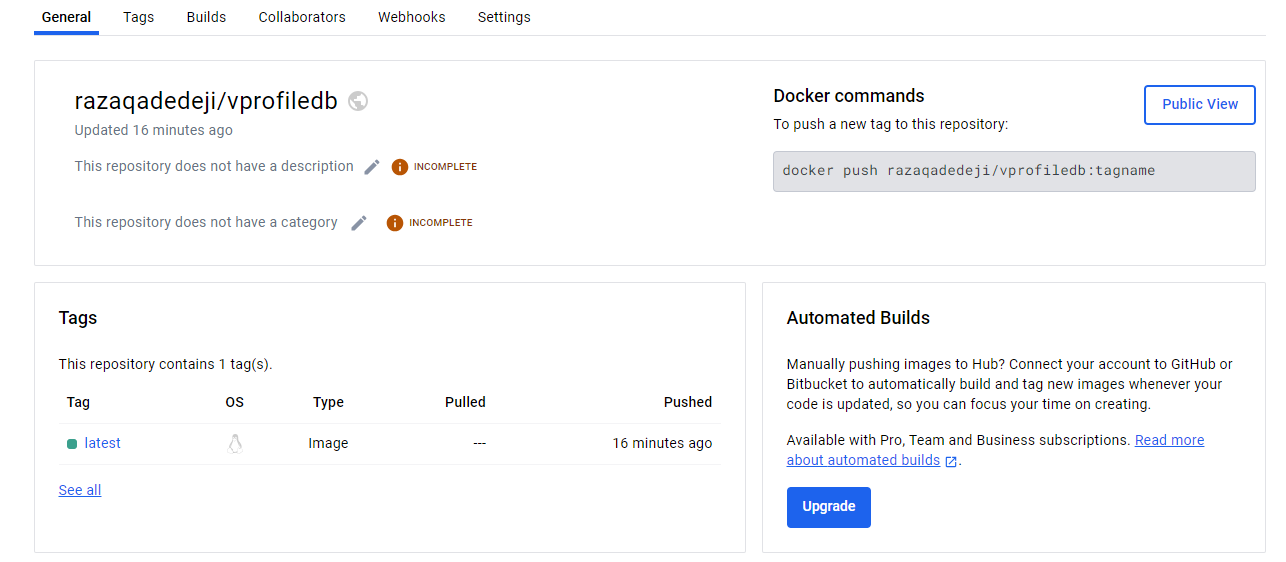 General Tags Builds Collaborators Webhooks Settings
razaqadedeji/vprofiledb
Updated 16 minutes ago
This repository does not have a description INCOMPLETE
This repository does not have a category INCOMPLETE
Docker commands
Public View
To push a new tag to this repository:
docker push razaqadedeji/vprofiledb:tagname
Tags
This repository contains 1 tag(s).
Tag OS Type Pulled Pushed
latest Image --- 16 minutes ago
See all
Automated Builds
Manually pushing images to Hub? Connect your account to GitHub or
Bitbucket to automatically build and tag new images whenever your
code is updated, so you can focus your time on creating.
Available with Pro, Team and Business subscriptions. Read more
about automated builds .
Upgrade